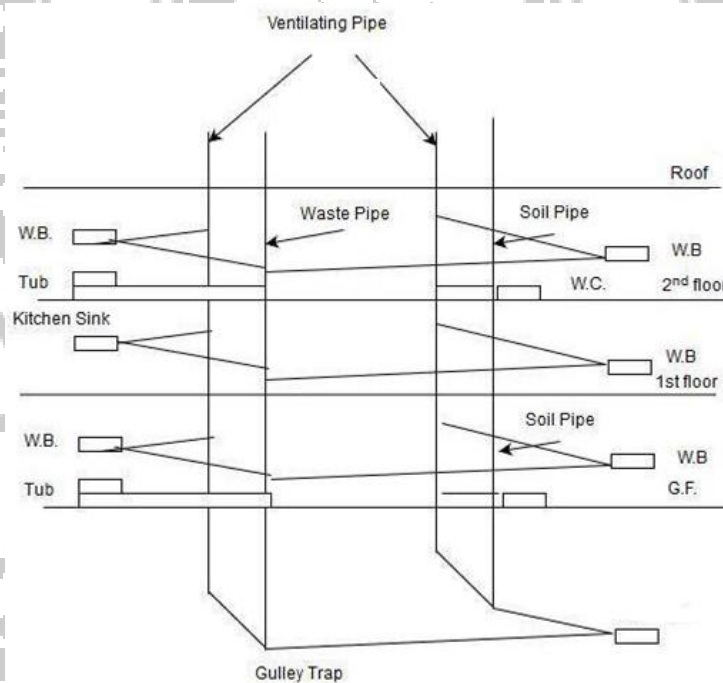 Ventilating Pipe
Roof
W.B.
Waste Pipe
Soil Pipe
W.B
Tub
W.C.
2nd floor
Kitchen Sink
W.B
1st floor
W.B.
Soil Pipe
W.B
Tub
G.F.
Gulley Trap